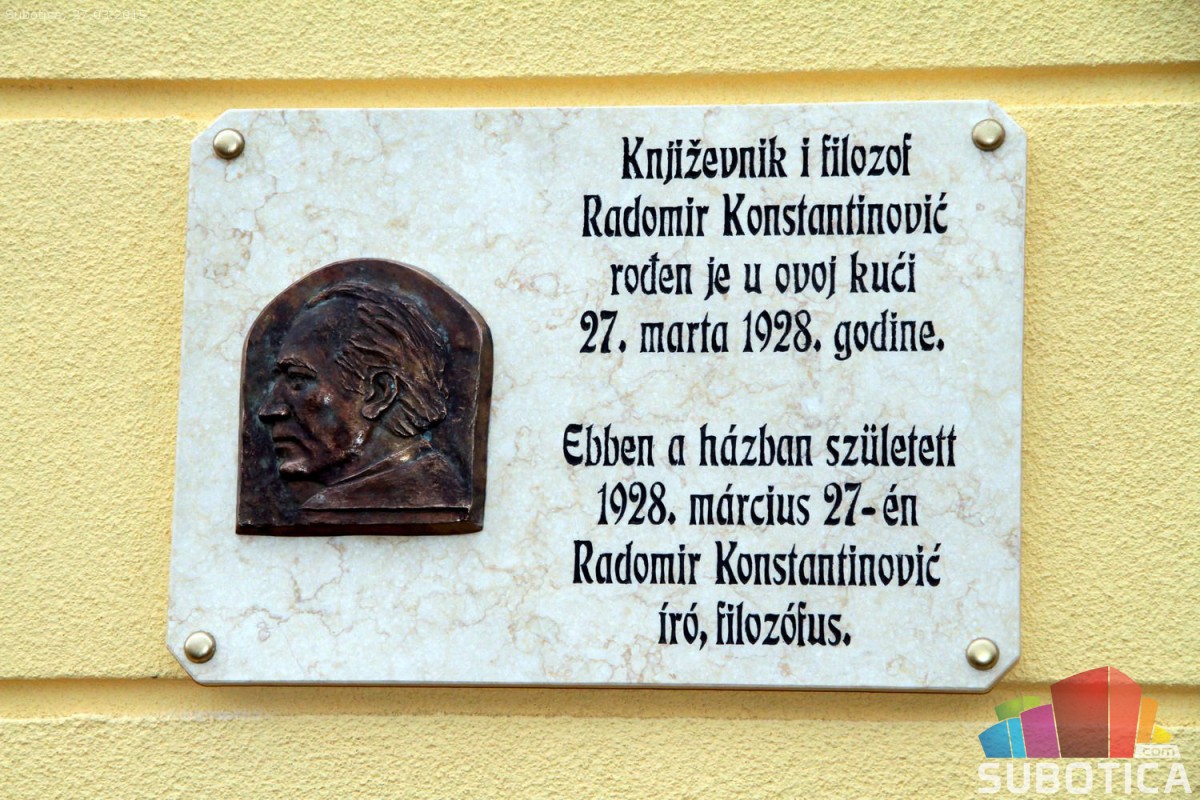 Književnik i filozof
Radomir Konstantinović
rođen je u ovoj kući
27. marta 1928. godine.
Ebben a házban született
1928. március 27-én
Radomir Konstantinović
író, filozófus.
.com
SUBOTICA